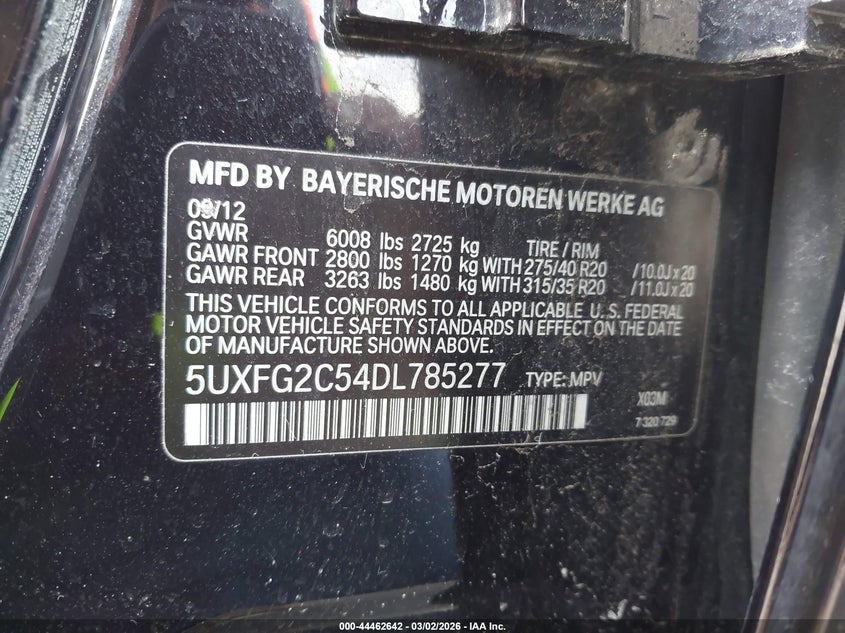 MFD BY BAYERISCHE MOTOREN WERKE AG
09/12
GVWR 6008 lbs 2725 kg TIRE / RIM
GAWR FRONT 2800 lbs 1270 kg WITH 275/40 R20 /10.0J x 20
GAWR REAR 3263 lbs 1480 kg WITH 315/35 R20 /11.0J x 20
THIS VEHICLE CONFORMS TO ALL APPLICABLE U.S. FEDERAL
MOTOR VEHICLE SAFETY STANDARDS IN EFFECT ON THE DATE
OF MANUFACTURE SHOWN ABOVE.
5UXFG2C54DL785277 TYPE: MPV
X03M
7 320 729
000-44462642 | 03/02/2026 - IAA Inc.